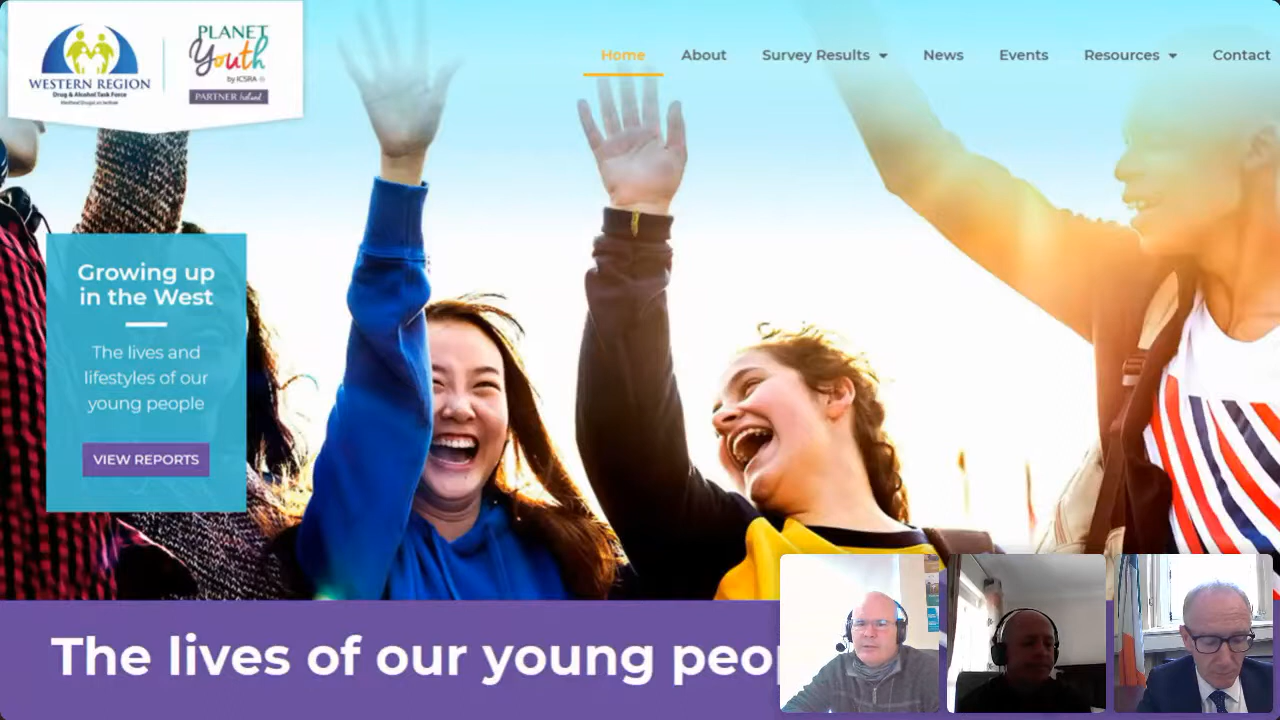 PLANET
Youth
by ICSRA
PARTNER Ireland
WESTERN REGION
Drug & Alcohol Task Force
Home About Survey Results News Events Resources Contact
Growing up
in the West
The lives and
lifestyles of our
young people
VIEW REPORTS
The lives of our young peop